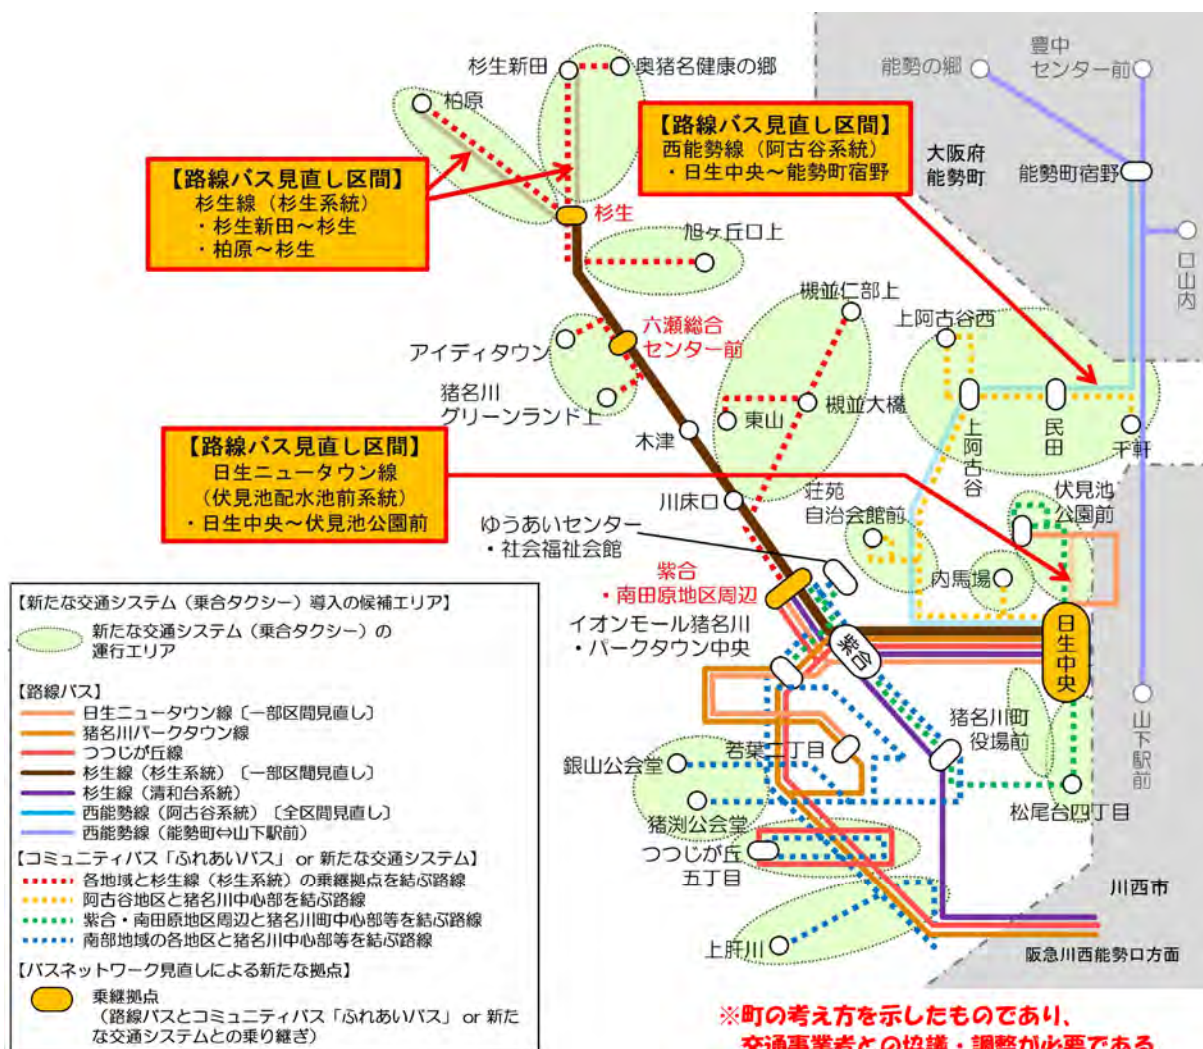 杉生新田
奥猪名健康の郷
柏原
能勢の郷
豊中
センター前
【路線バス見直し区間】
西能勢線（阿古谷系統）
・日生中央～能勢町宿野
大阪府
能勢町
能勢町宿野
【路線バス見直し区間】
杉生線（杉生系統）
・杉生新田～杉生
・柏原～杉生
杉生
旭ヶ丘口上
口山内
槻並仁部上
六瀬総合
センター前
アイディタウン
上阿古谷西
猪名川
グリーンランド上
東山
槻並大橋
木津
上阿古谷
民田
千軒
【路線バス見直し区間】
日生ニュータウン線
（伏見池配水池前系統）
・日生中央～伏見池公園前
川床口
荘苑
自治会館前
伏見池
公園前
ゆうあいセンター
・社会福祉会館
内馬場
紫合
・南田原地区周辺
イオンモール猪名川
・パークタウン中央
紫合
日生中央
猪名川町
役場前
山下駅前
若葉二丁目
銀山公会堂
猪渕公会堂
松尾台四丁目
つつじが丘
五丁目
川西市
上肝川
阪急川西能勢口方面
【新たな交通システム（乗合タクシー）導入の候補エリア】
新たな交通システム（乗合タクシー）の
運行エリア
【路線バス】
日生ニュータウン線〔一部区間見直し〕
猪名川パークタウン線
つつじが丘線
杉生線（杉生系統）〔一部区間見直し〕
杉生線（清和台系統）
西能勢線（阿古谷系統）〔全区間見直し〕
西能勢線（能勢町⇔山下駅前）
【コミュニティバス「ふれあいバス」 or 新たな交通システム】
各地域と杉生線（杉生系統）の乗継拠点を結ぶ路線
阿古谷地区と猪名川中心部を結ぶ路線
紫合・南田原地区周辺と猪名川町中心部等を結ぶ路線
南部地域の各地区と猪名川中心部等を結ぶ路線
【バスネットワーク見直しによる新たな拠点】
乗継拠点
（路線バスとコミュニティバス「ふれあいバス」 or 新た
な交通システムとの乗り継ぎ）
※町の考え方を示したものであり、
交通事業者との協議・調整が必要である